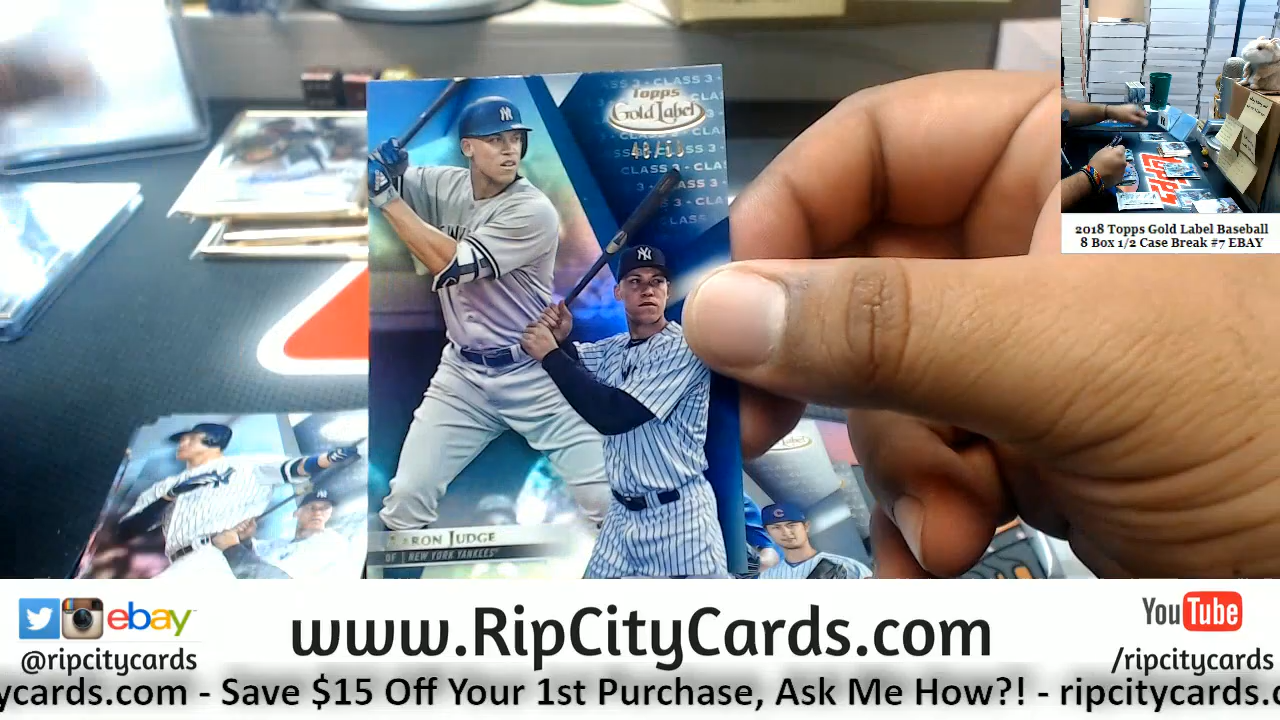 CLASS 3
Topps
Gold Label
AARON JUDGE
OF | NEW YORK YANKEES
2018 Topps Gold Label Baseball
8 Box 1/2 Case Break #7 EBAY
ebay
@ripcitycards
www.RipCityCards.com
YouTube
/ripcitycards
ycards.com - Save $15 Off Your 1st Purchase, Ask Me How?! - ripcitycards.c